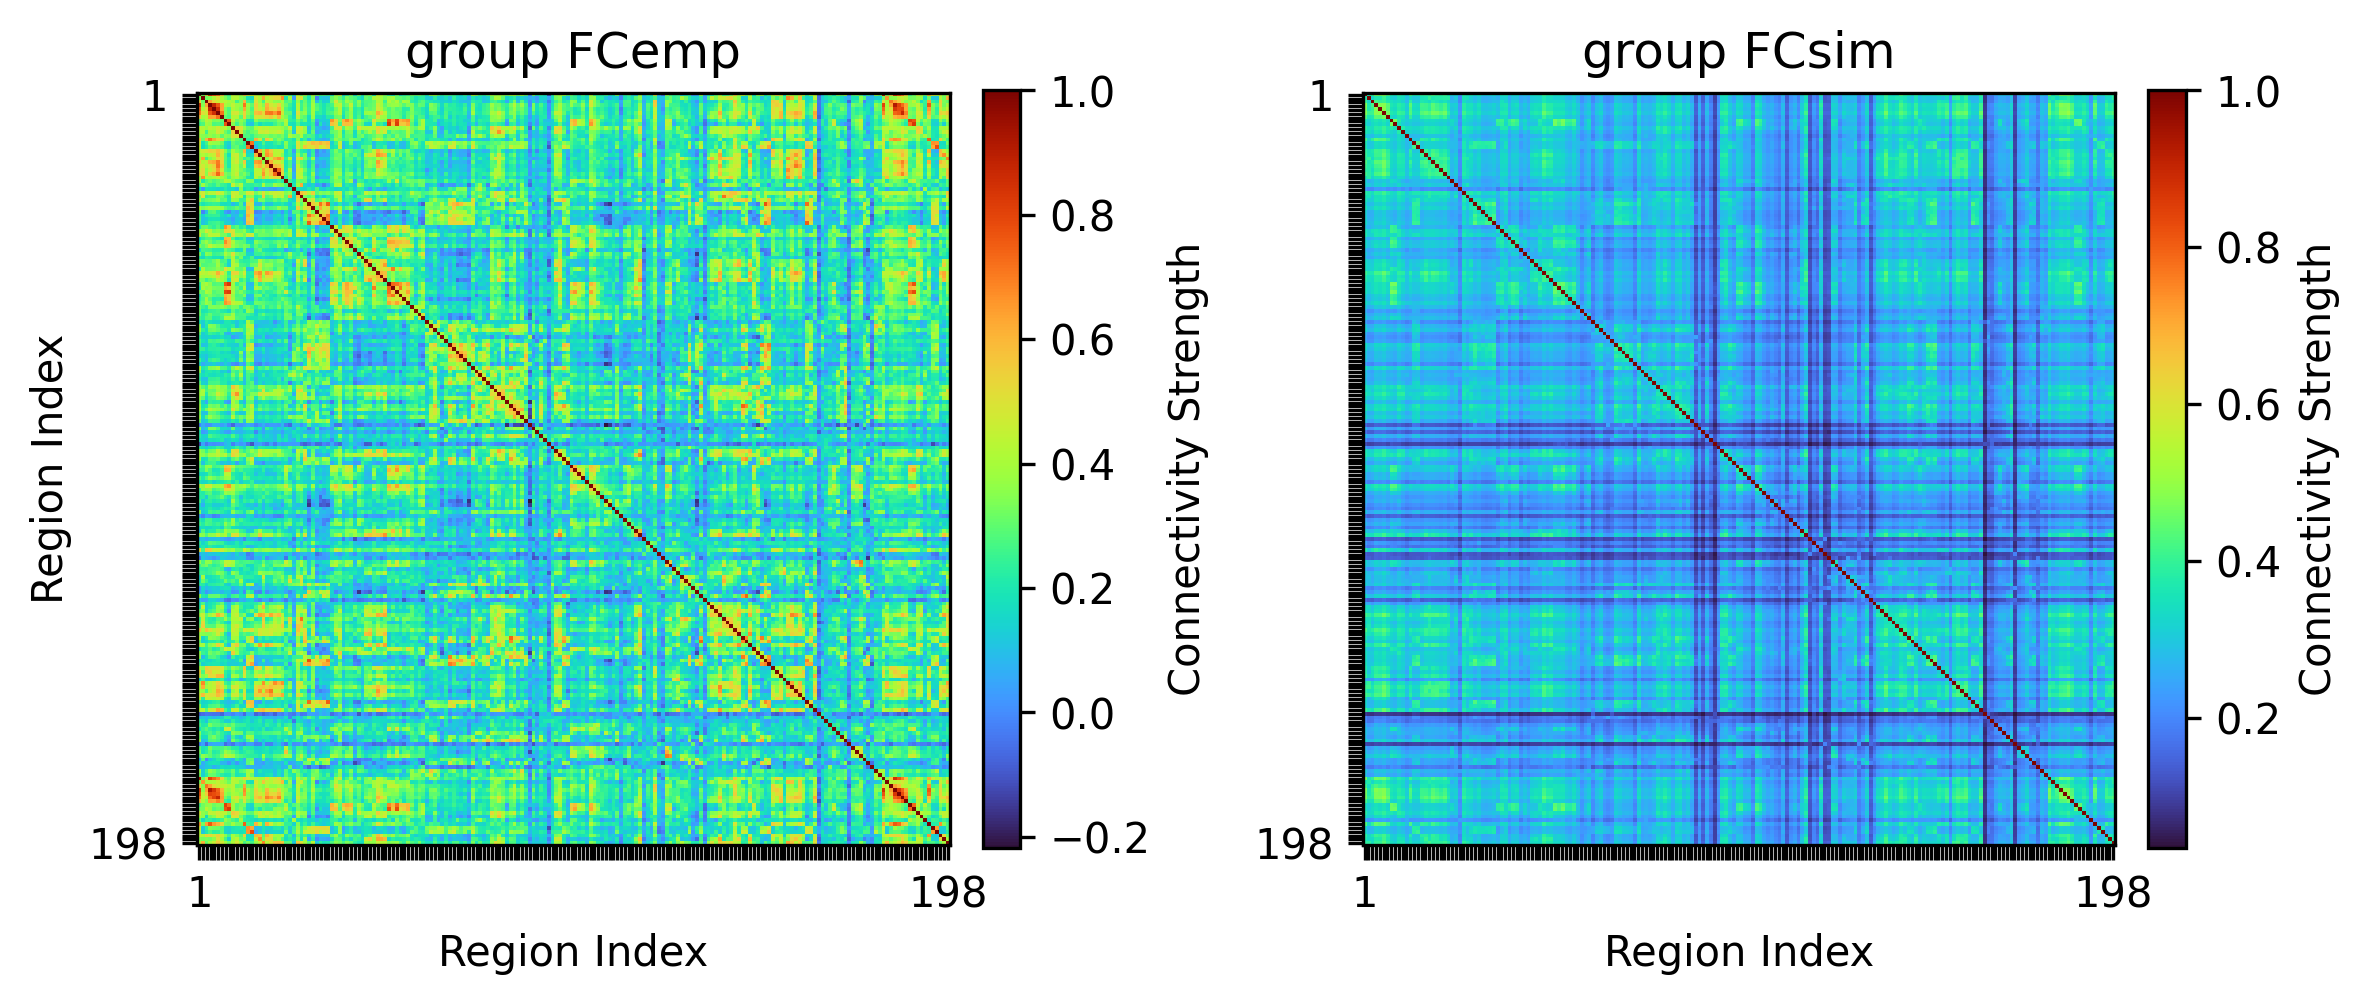 group FCemp
1
198
1
198
Region Index
Region Index
1.0
0.8
0.6
0.4
0.2
0.0
−0.2
Connectivity Strength
group FCsim
1
198
1
198
Region Index
1.0
0.8
0.6
0.4
0.2
Connectivity Strength